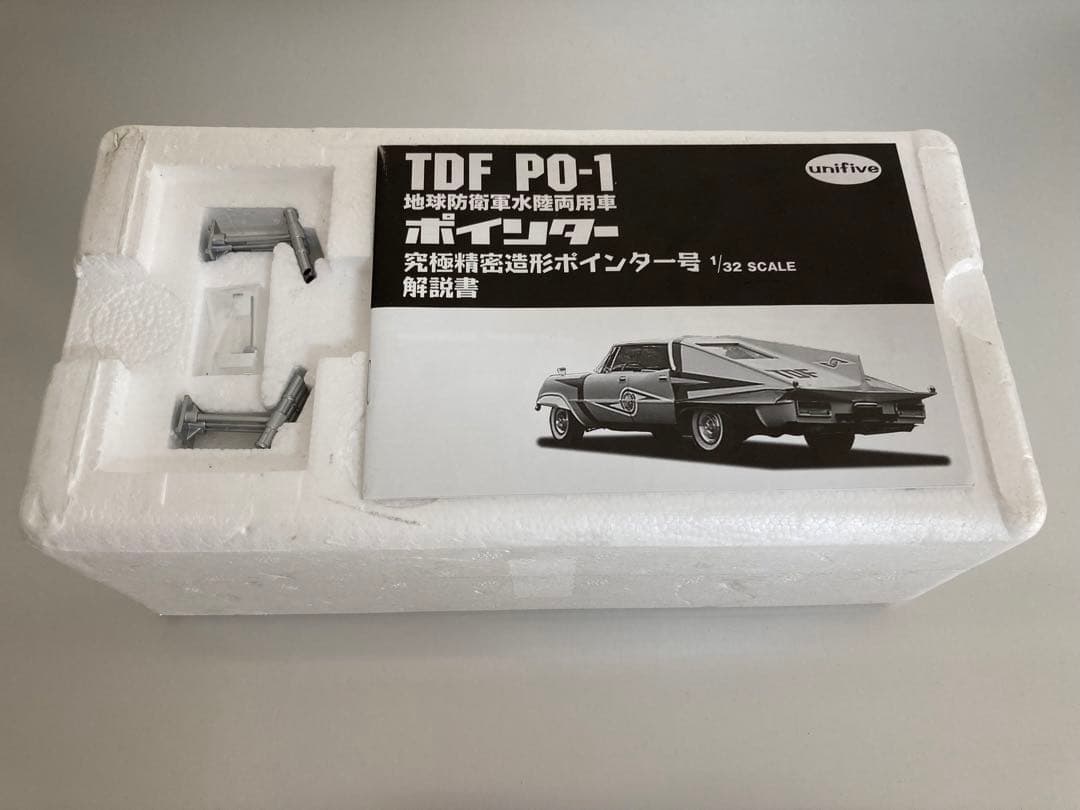 TDF PO-1
unifive
地球防衛軍水陸両用車
ポインター
究極精密造形ポインター号 1/32 SCALE
解説書
TDF